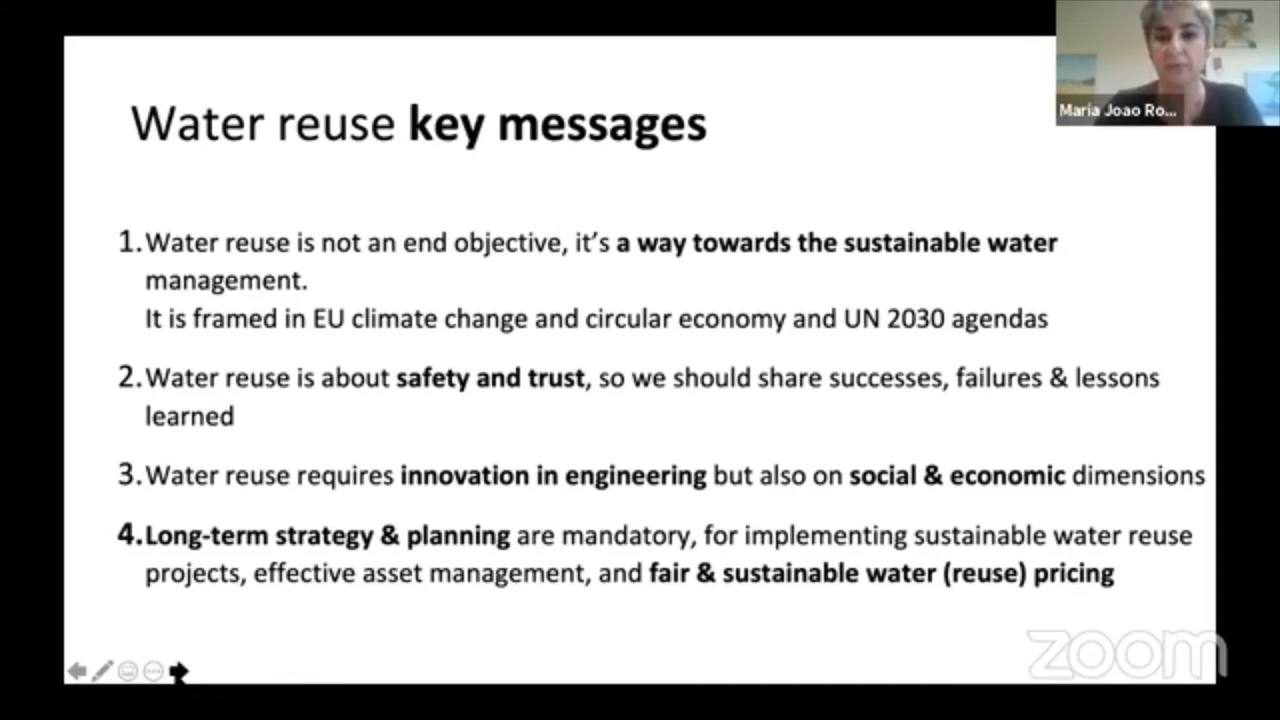 Maria Joao Ro...
Water reuse key messages
1. Water reuse is not an end objective, it's a way towards the sustainable water
management.
It is framed in EU climate change and circular economy and UN 2030 agendas
2. Water reuse is about safety and trust, so we should share successes, failures & lessons
learned
3. Water reuse requires innovation in engineering but also on social & economic dimensions
4. Long-term strategy & planning are mandatory, for implementing sustainable water reuse
projects, effective asset management, and fair & sustainable water (reuse) pricing
zoom